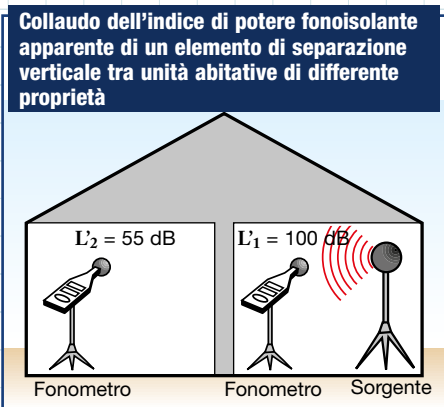 Collaudo dell'indice di potere fonoisolante
apparente di un elemento di separazione
verticale tra unità abitative di differente
proprietà
L'2 = 55 dB
L'1 = 100 dB
Fonometro
Fonometro
Sorgente